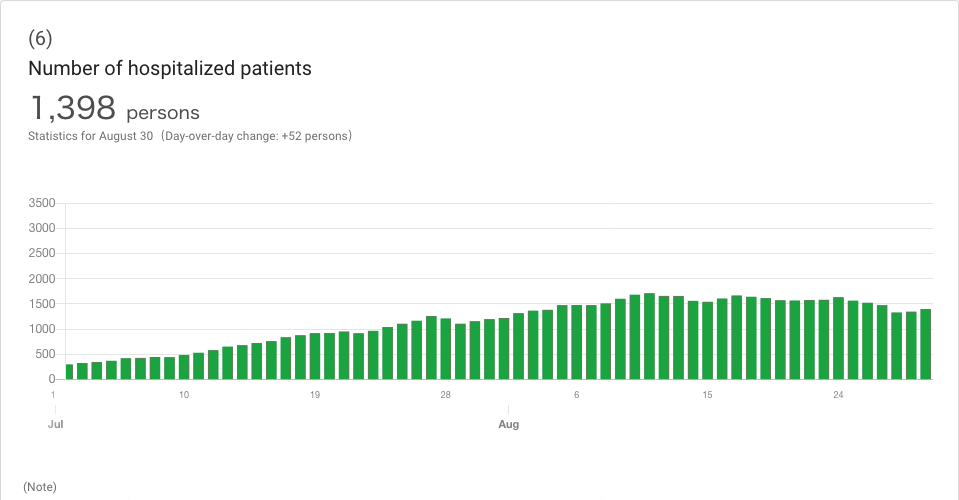 (6)
Number of hospitalized patients
1,398 persons
Statistics for August 30（Day-over-day change: +52 persons）
3500
3000
2500
2000
1500
1000
500
0
1 10 19 28 6 15 24
Jul Aug
(Note)